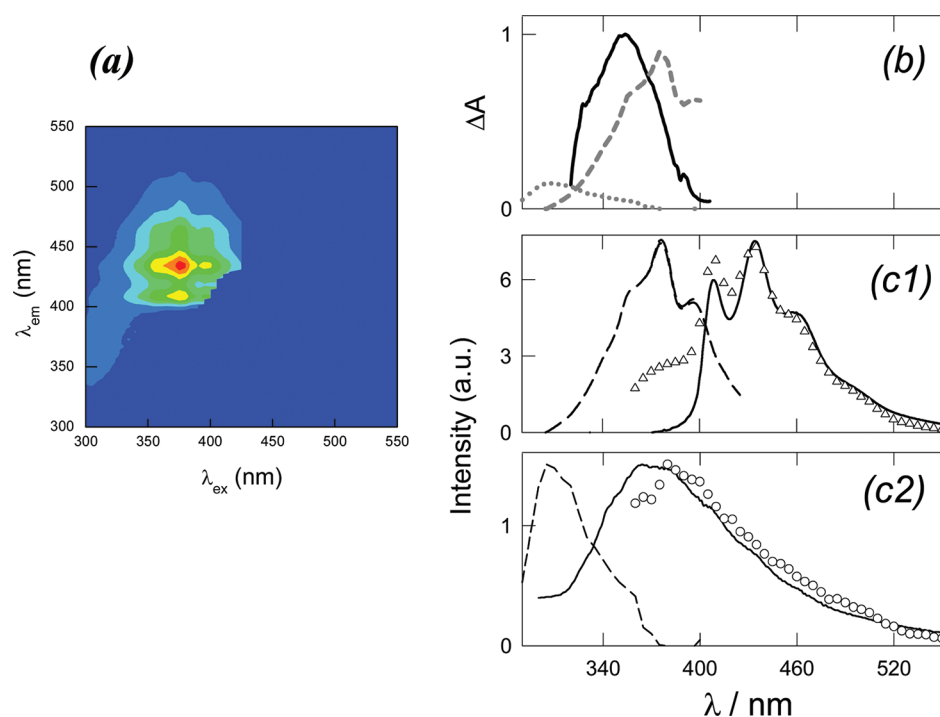 (a)
550
500
450
400
350
300
300 350 400 450 500 550
λem (nm)
λex (nm)
(b)
1
0
ΔA
(c1)
6
3
0
Intensity (a.u.)
(c2)
1
0
340 400 460 520
λ / nm